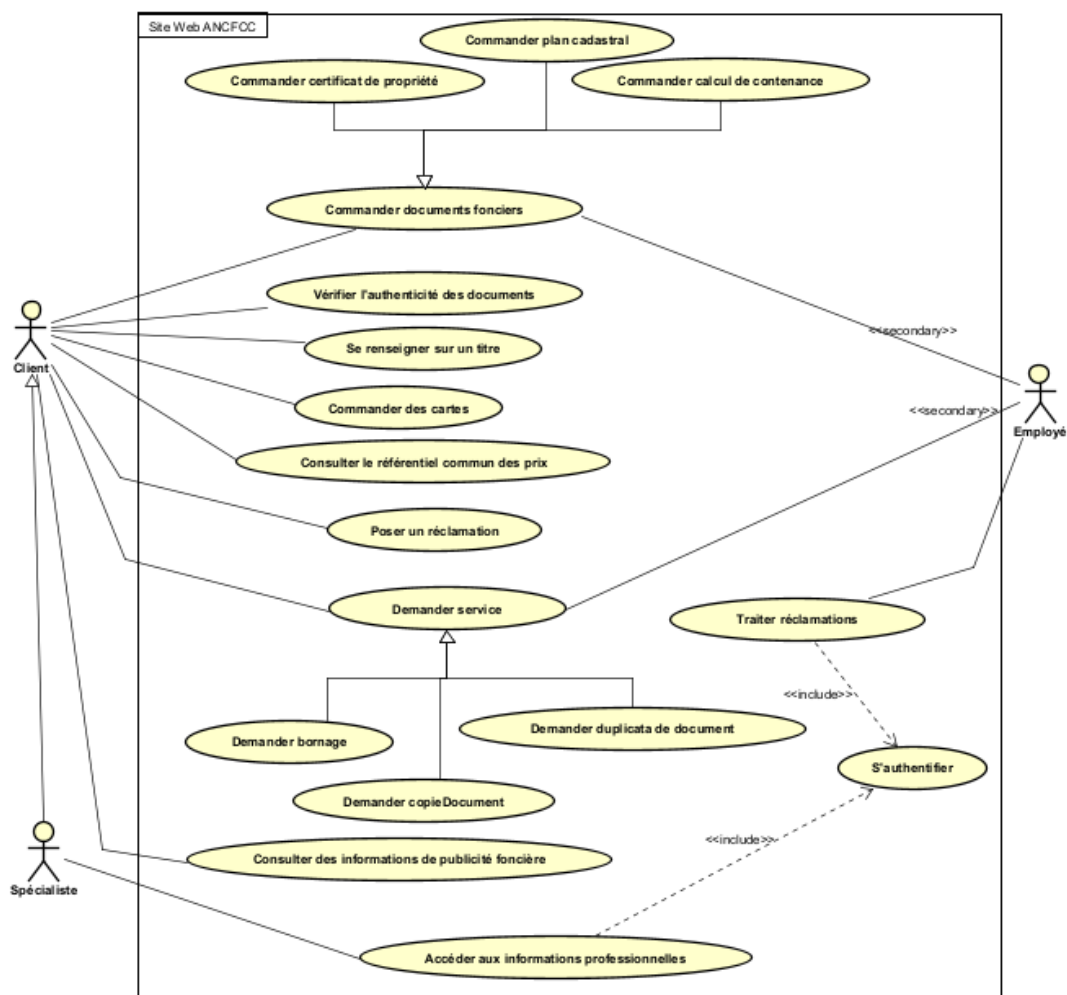 Site Web ANCFCC
Commander plan cadastral
Commander certificat de propriété
Commander calcul de contenance
Commander documents fonciers
Vérifier l'authenticité des documents
<<secondary>>
Se renseigner sur un titre
Client
Commander des cartes
<<secondary>>
Employé
Consulter le référentiel commun des prix
Poser un réclamation
Demander service
Traiter réclamations
<<include>>
Demander duplicata de document
Demander bornage
S'authentifier
Demander copieDocument
<<include>>
Consulter des informations de publicité foncière
Spécialiste
Accéder aux informations professionnelles